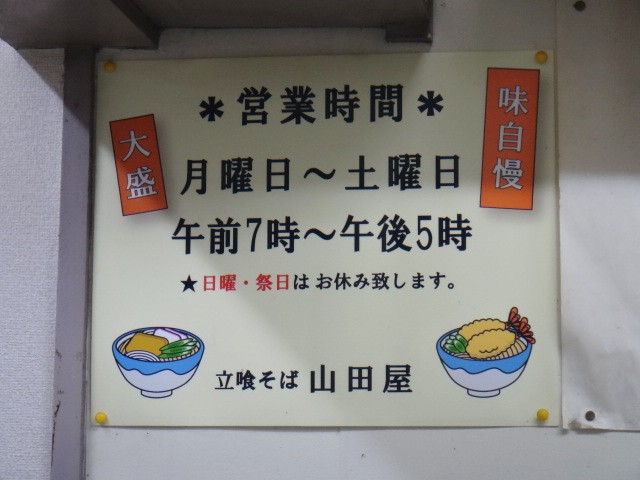 ＊営業時間＊
大盛
味自慢
月曜日～土曜日
午前7時～午後5時
★日曜・祭日は お休み致します。
立喰そば 山田屋